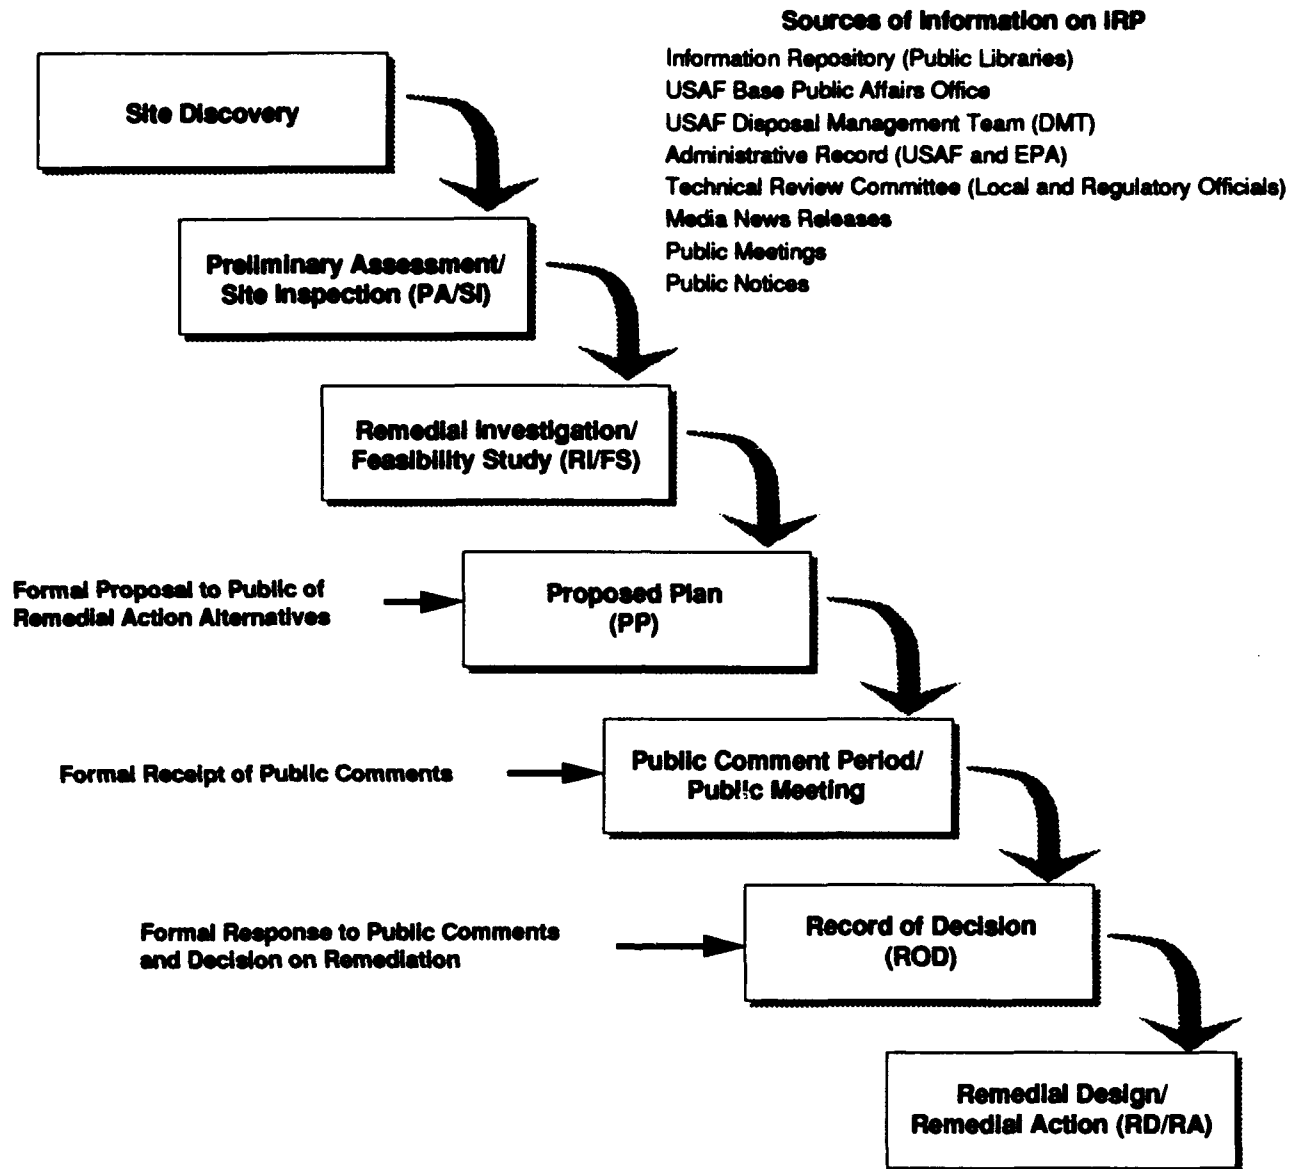 Sources of Information on IRP
Information Repository (Public Libraries)
USAF Base Public Affairs Office
USAF Disposal Management Team (DMT)
Administrative Record (USAF and EPA)
Technical Review Committee (Local and Regulatory Officials)
Media News Releases
Public Meetings
Public Notices
Site Discovery
Preliminary Assessment/
Site Inspection (PA/SI)
Remedial Investigation/
Feasibility Study (RI/FS)
Formal Proposal to Public of
Remedial Action Alternatives
Proposed Plan
(PP)
Formal Receipt of Public Comments
Public Comment Period/
Public Meeting
Formal Response to Public Comments
and Decision on Remediation
Record of Decision
(ROD)
Remedial Design/
Remedial Action (RD/RA)